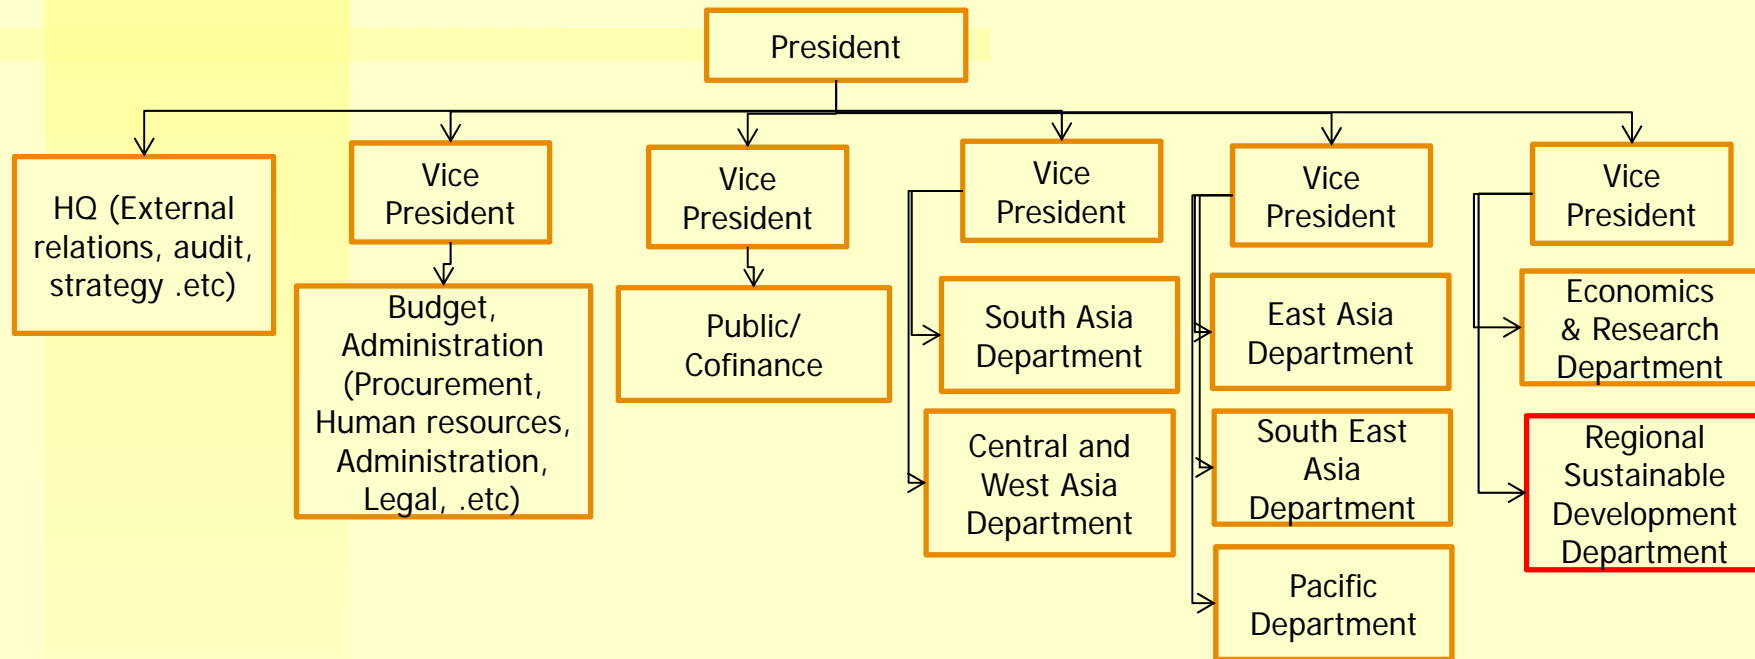 President
HQ (External
relations, audit,
strategy .etc)
Vice
President
Budget,
Administration
(Procurement,
Human resources,
Administration,
Legal, .etc)
Vice
President
Public/
Cofinance
Vice
President
South Asia
Department
Central and
West Asia
Department
Vice
President
East Asia
Department
South East
Asia
Department
Pacific
Department
Vice
President
Economics
& Research
Department
Regional
Sustainable
Development
Department